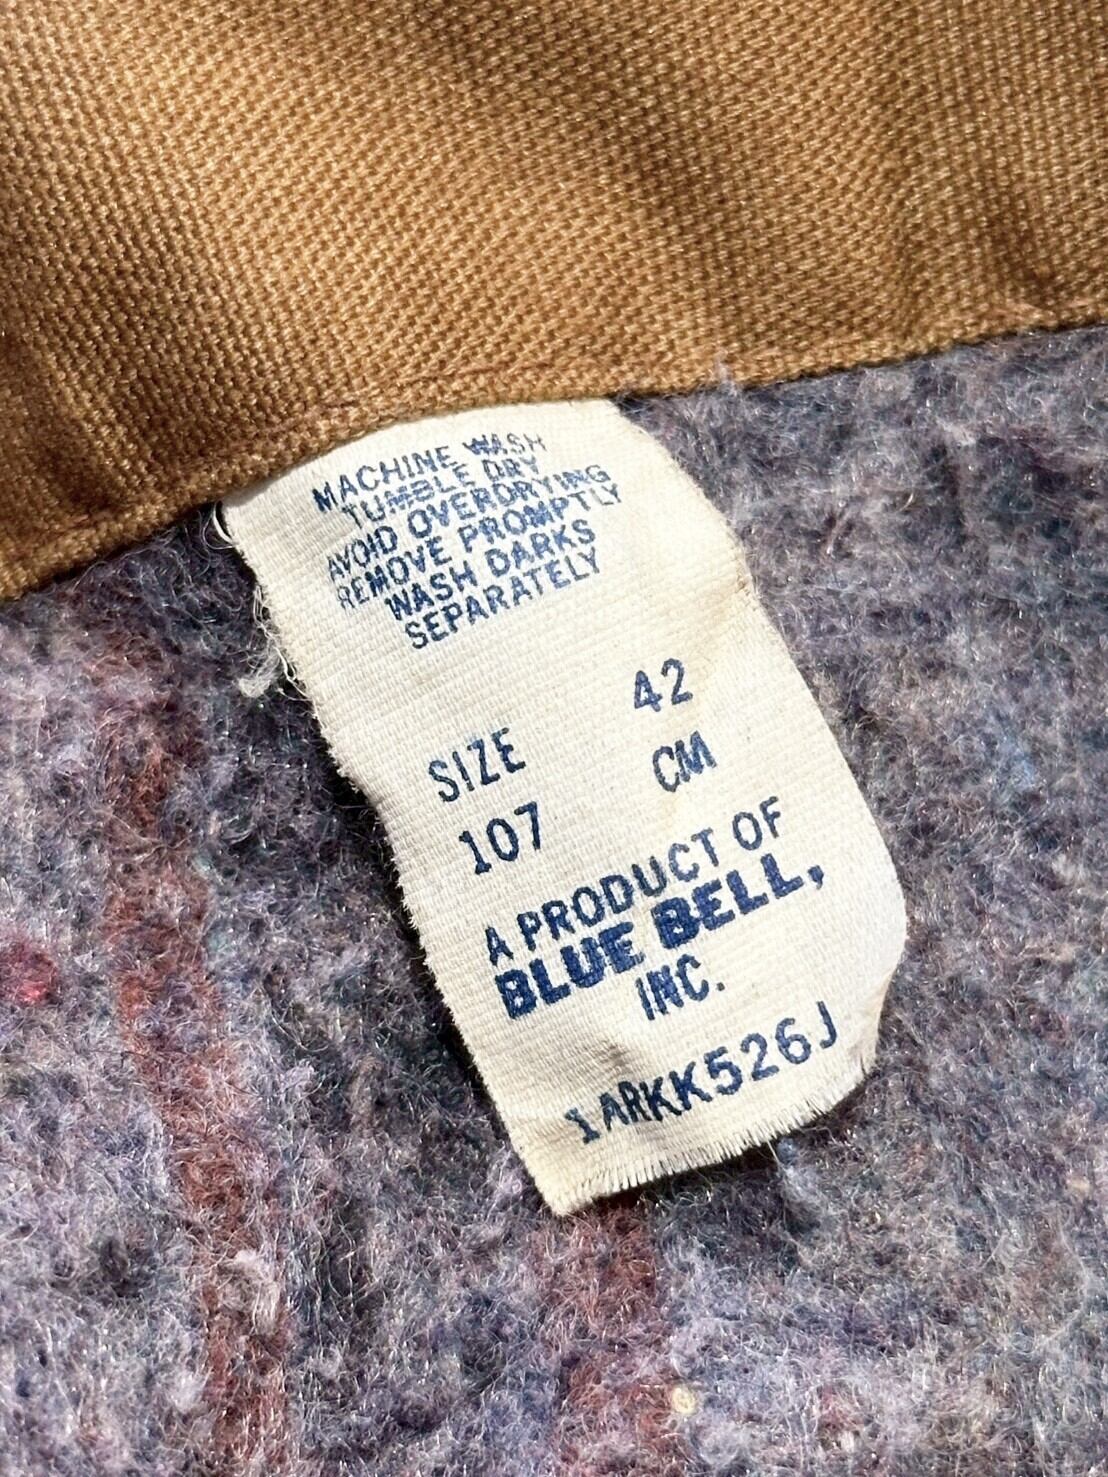 MACHINE WASH
TUMBLE DRY
AVOID OVERDRYING
REMOVE PROMPTLY
WASH DARKS
SEPARATELY
SIZE 42
107 CM
A PRODUCT OF
BLUE BELL,
INC.
1ARKK526J